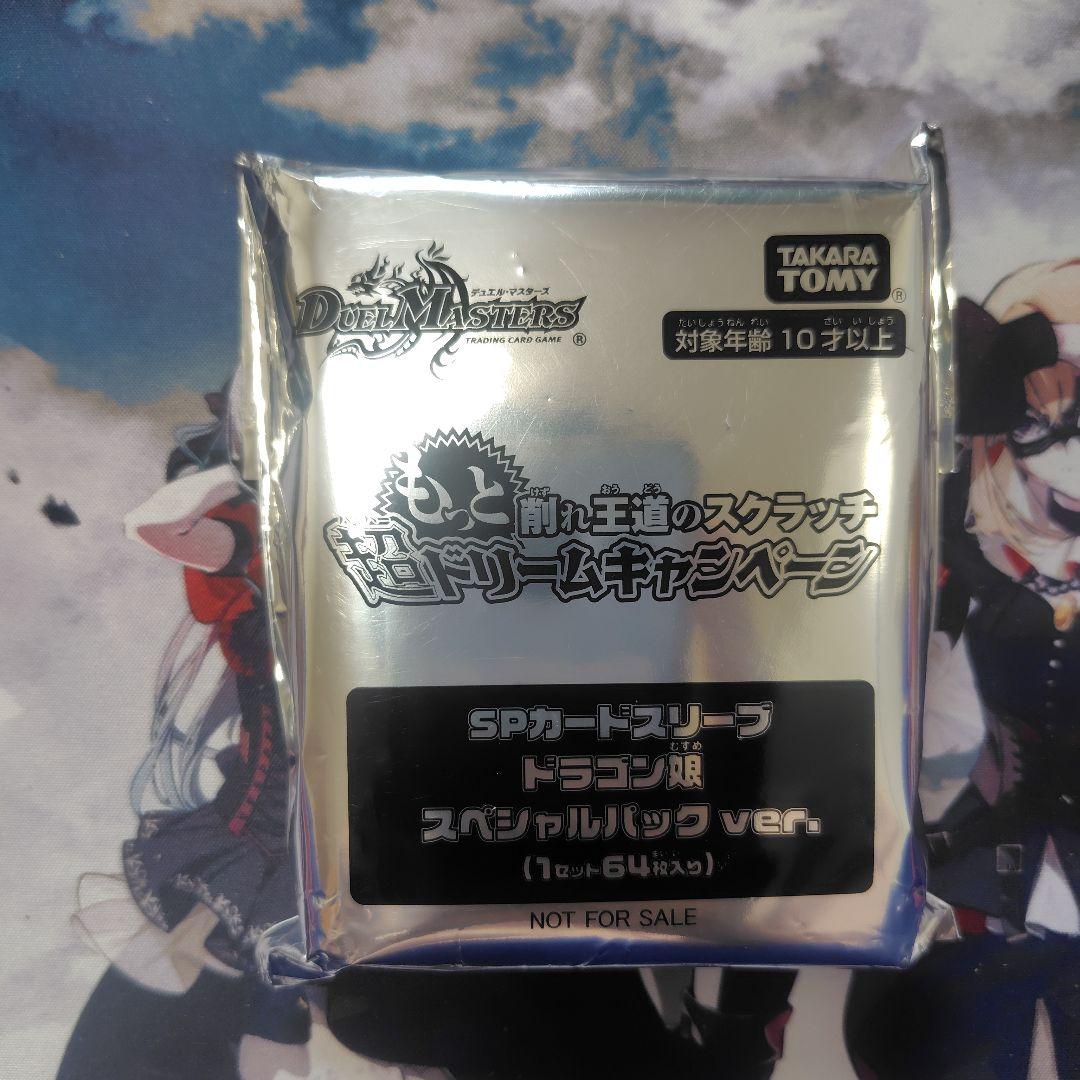 デュエル・マスターズ
DUEL MASTERS
TRADING CARD GAME ®
TAKARA TOMY ®
たいしょうねんれい さいいじょう
対象年齢 10才以上
もっと
けず おうどう
削れ王道のスクラッチ
超ドリームキャンペーン
SPカードスリーブ
むすめ
ドラゴン娘
スペシャルパック ver.
まいい
(1セット64枚入り)
NOT FOR SALE